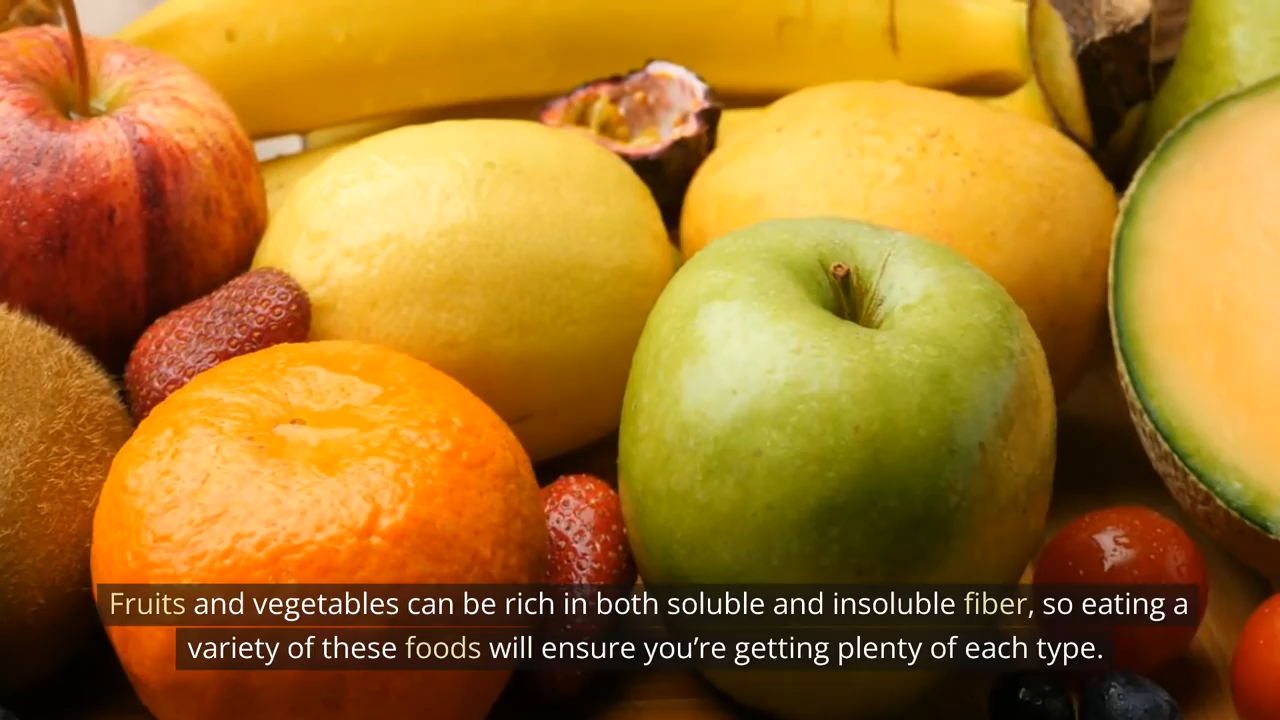 Fruits and vegetables can be rich in both soluble and insoluble fiber, so eating a
variety of these foods will ensure you’re getting plenty of each type.